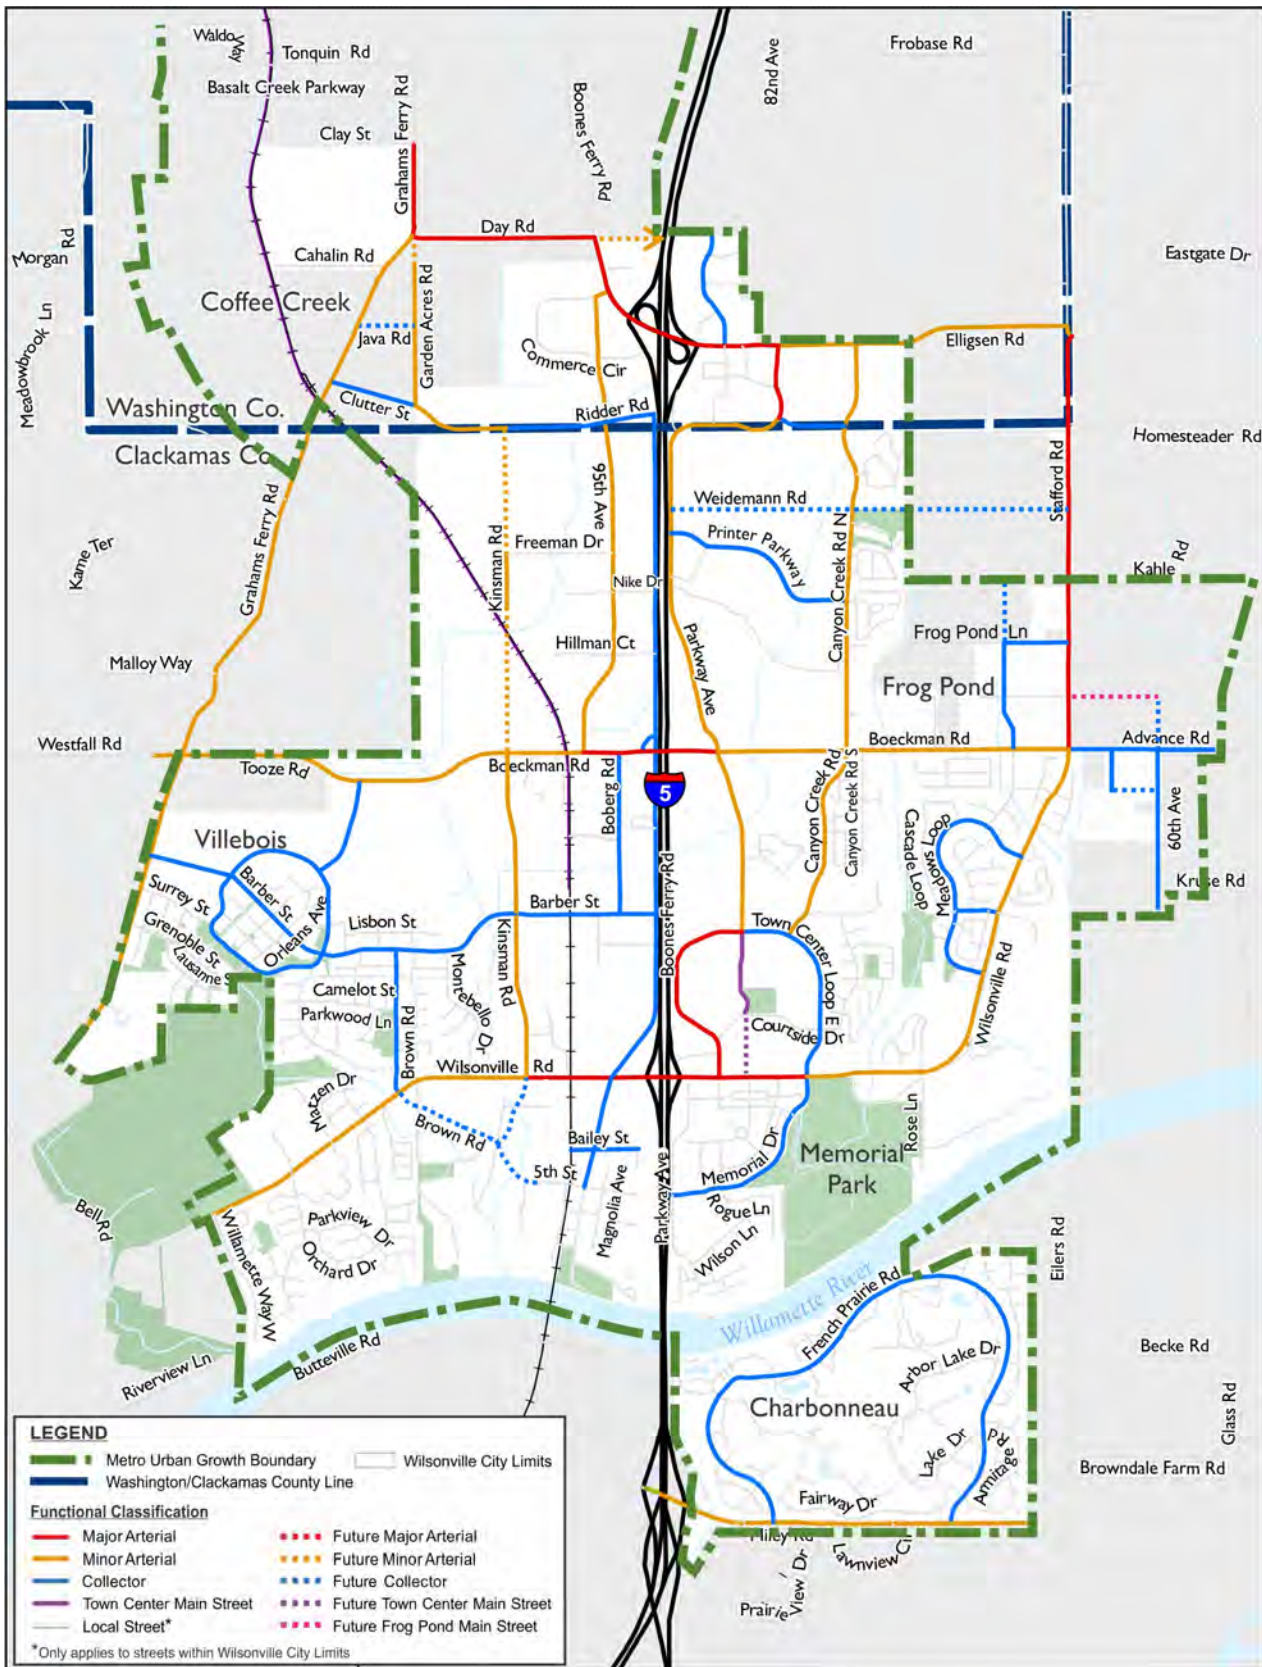 Waldo Way
Tonquin Rd
Basalt Creek Parkway
Clay St
Grahams Ferry Rd
Boones Ferry Rd
82nd Ave
Frobase Rd
Morgan Rd
Day Rd
Cahalin Rd
Eastgate Dr
Coffee Creek
Meadowbrook Ln
Java Rd
Garden Acres Rd
Commerce Cir
Elligsen Rd
Washington Co.
Clutter St
Ridder Rd
Clackamas Co
Homesteader Rd
Stafford Rd
95th Ave
Weidemann Rd
Grahams Ferry Rd
Kinsman Rd
Freeman Dr
Printer Parkway
Canyon Creek Rd N
Kame Ter
Nike Dr
Kahle Rd
Malloy Way
Hillman Ct
Parkway Ave
Frog Pond Ln
Frog Pond
Westfall Rd
Tooze Rd
Boeckman Rd
Boeckman Rd
Advance Rd
Boberg Rd
5
Canyon Creek Rd
Canyon Creek Rd S
Cascade Loop
Meadows Loop
60th Ave
Villebois
Surrey St
Barber St
Grenoble St
Lausanne S
Orleans Ave
Lisbon St
Barber St
Boones Ferry Rd
Town Center Loop E
Kruse Rd
Camelot St
Parkwood Ln
Montebello Dr
Kinsman Rd
Brown Rd
Courtside Dr
Wilsonville Rd
Matzen Dr
Wilsonville Rd
Brown Rd
Bailey St
5th St
Magnolia Ave
Parkway Ave
Memorial Dr
Rogue Ln
Wilson Ln
Memorial
Park
Rose Ln
Bell Rd
Willamette Way W
Parkview Dr
Orchard Dr
Eilers Rd
Willamette River
French Prairie Rd
Riverview Ln
Butteville Rd
Arbor Lake Dr
Becke Rd
Charbonneau
Lake Dr
Armitage Rd
Glass Rd
Browndale Farm Rd
Fairway Dr
Miley Rd
Lawnview Cir
Prairie View Dr
LEGEND
Metro Urban Growth Boundary
Wilsonville City Limits
Washington/Clackamas County Line
Functional Classification
Major Arterial
Future Major Arterial
Minor Arterial
Future Minor Arterial
Collector
Future Collector
Town Center Main Street
Future Town Center Main Street
Local Street*
Future Frog Pond Main Street
*Only applies to streets within Wilsonville City Limits